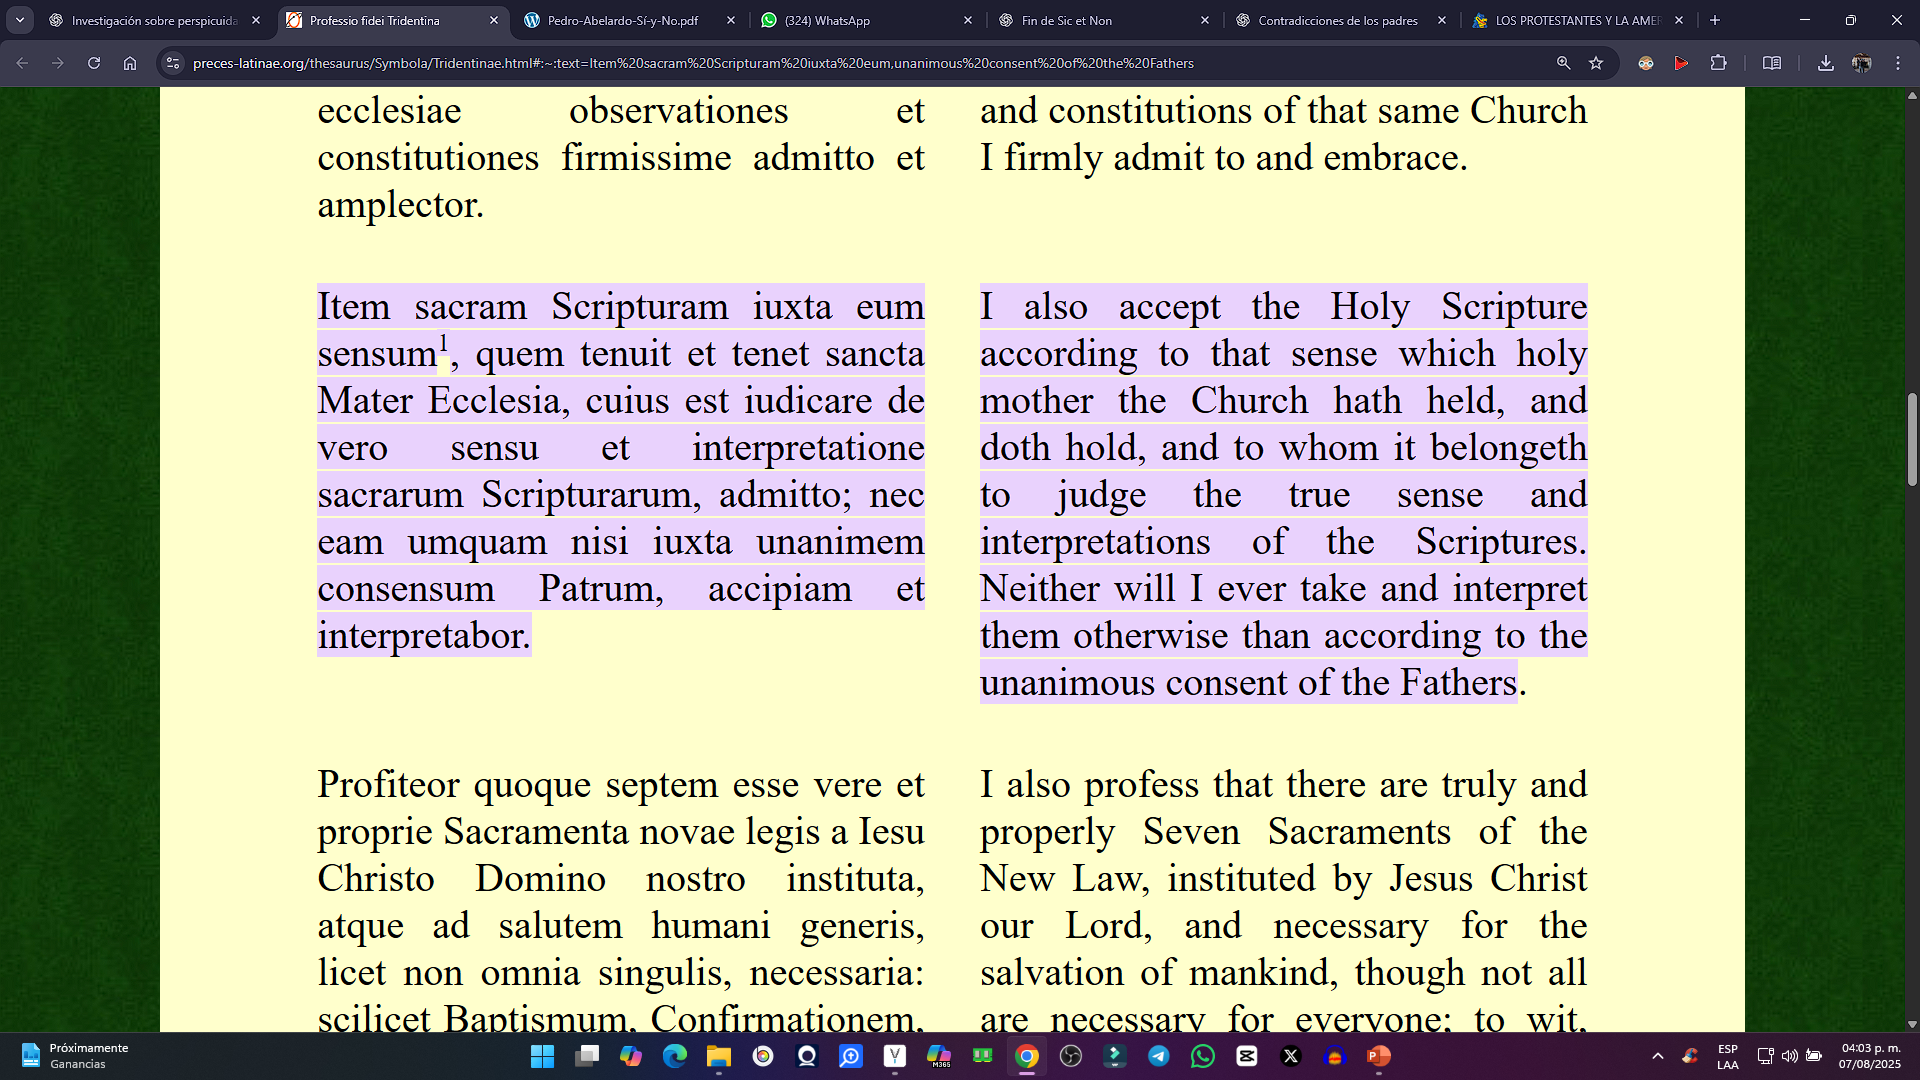 Investigación sobre perspicuida
Professio fidei Tridentina
Pedro-Abelardo-Sí-y-No.pdf
(324) WhatsApp
Fin de Sic et Non
Contradicciones de los padres
LOS PROTESTANTES Y LA AMER
preces-latinae.org/thesaurus/Symbola/Tridentinae.html#:~:text=Item%20sacram%20Scripturam%20iuxta%20eum,unanimous%20consent%20of%20the%20Fathers
ecclesiae observationes et
constitutiones firmissime admitto et
amplector.
and constitutions of that same Church
I firmly admit to and embrace.
Item sacram Scripturam iuxta eum
sensum1, quem tenuit et tenet sancta
Mater Ecclesia, cuius est iudicare de
vero sensu et interpretatione
sacrarum Scripturarum, admitto; nec
eam umquam nisi iuxta unanimem
consensum Patrum, accipiam et
interpretabor.
I also accept the Holy Scripture
according to that sense which holy
mother the Church hath held, and
doth hold, and to whom it belongeth
to judge the true sense and
interpretations of the Scriptures.
Neither will I ever take and interpret
them otherwise than according to the
unanimous consent of the Fathers.
Profiteor quoque septem esse vere et
proprie Sacramenta novae legis a Iesu
Christo Domino nostro instituta,
atque ad salutem humani generis,
licet non omnia singulis, necessaria:
scilicet Baptismum, Confirmationem,
I also profess that there are truly and
properly Seven Sacraments of the
New Law, instituted by Jesus Christ
our Lord, and necessary for the
salvation of mankind, though not all
are necessary for everyone; to wit,
Próximamente
Ganancias
M365
ESP
LAA
04:03 p. m.
07/08/2025